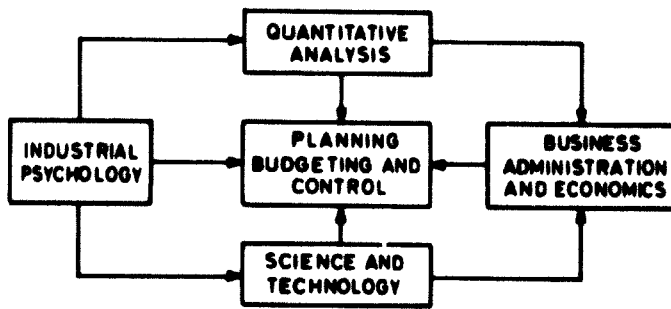 QUANTITATIVE
ANALYSIS
INDUSTRIAL
PSYCHOLOGY
PLANNING
BUDGETING AND
CONTROL
BUSINESS
ADMINISTRATION
AND ECONOMICS
SCIENCE AND
TECHNOLOGY